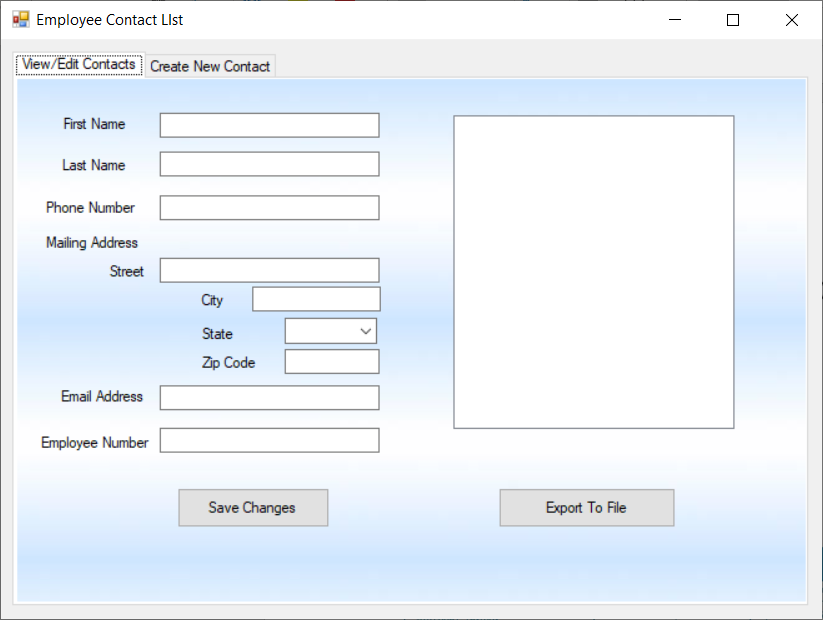 Employee Contact LIst
View/Edit Contacts
Create New Contact
First Name
Last Name
Phone Number
Mailing Address
Street
City
State
Zip Code
Email Address
Employee Number
Save Changes
Export To File